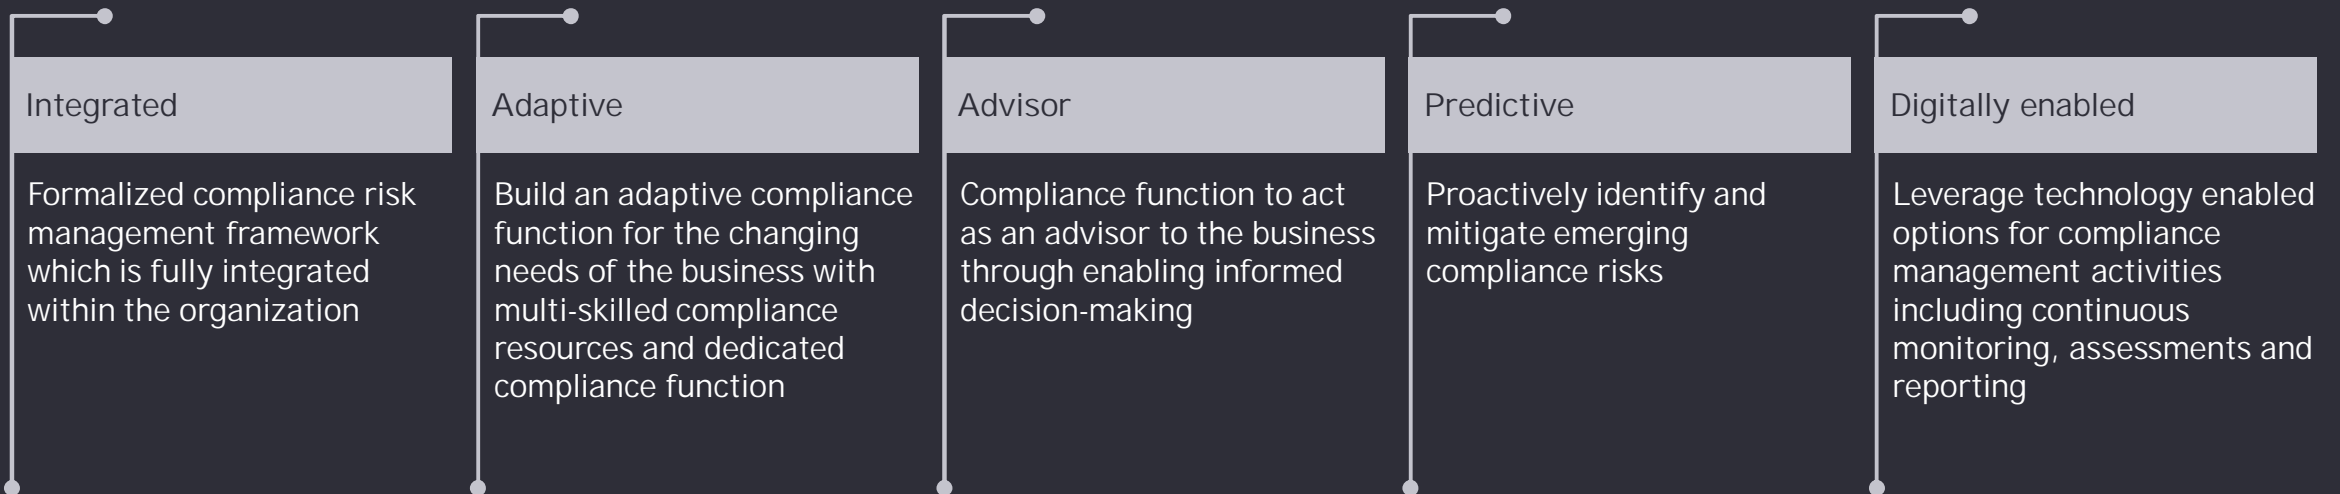 Integrated
Formalized compliance risk
management framework
which is fully integrated
within the organization
Adaptive
Build an adaptive compliance
function for the changing
needs of the business with
multi-skilled compliance
resources and dedicated
compliance function
Advisor
Compliance function to act
as an advisor to the business
through enabling informed
decision-making
Predictive
Proactively identify and
mitigate emerging
compliance risks
Digitally enabled
Leverage technology enabled
options for compliance
management activities
including continuous
monitoring, assessments and
reporting